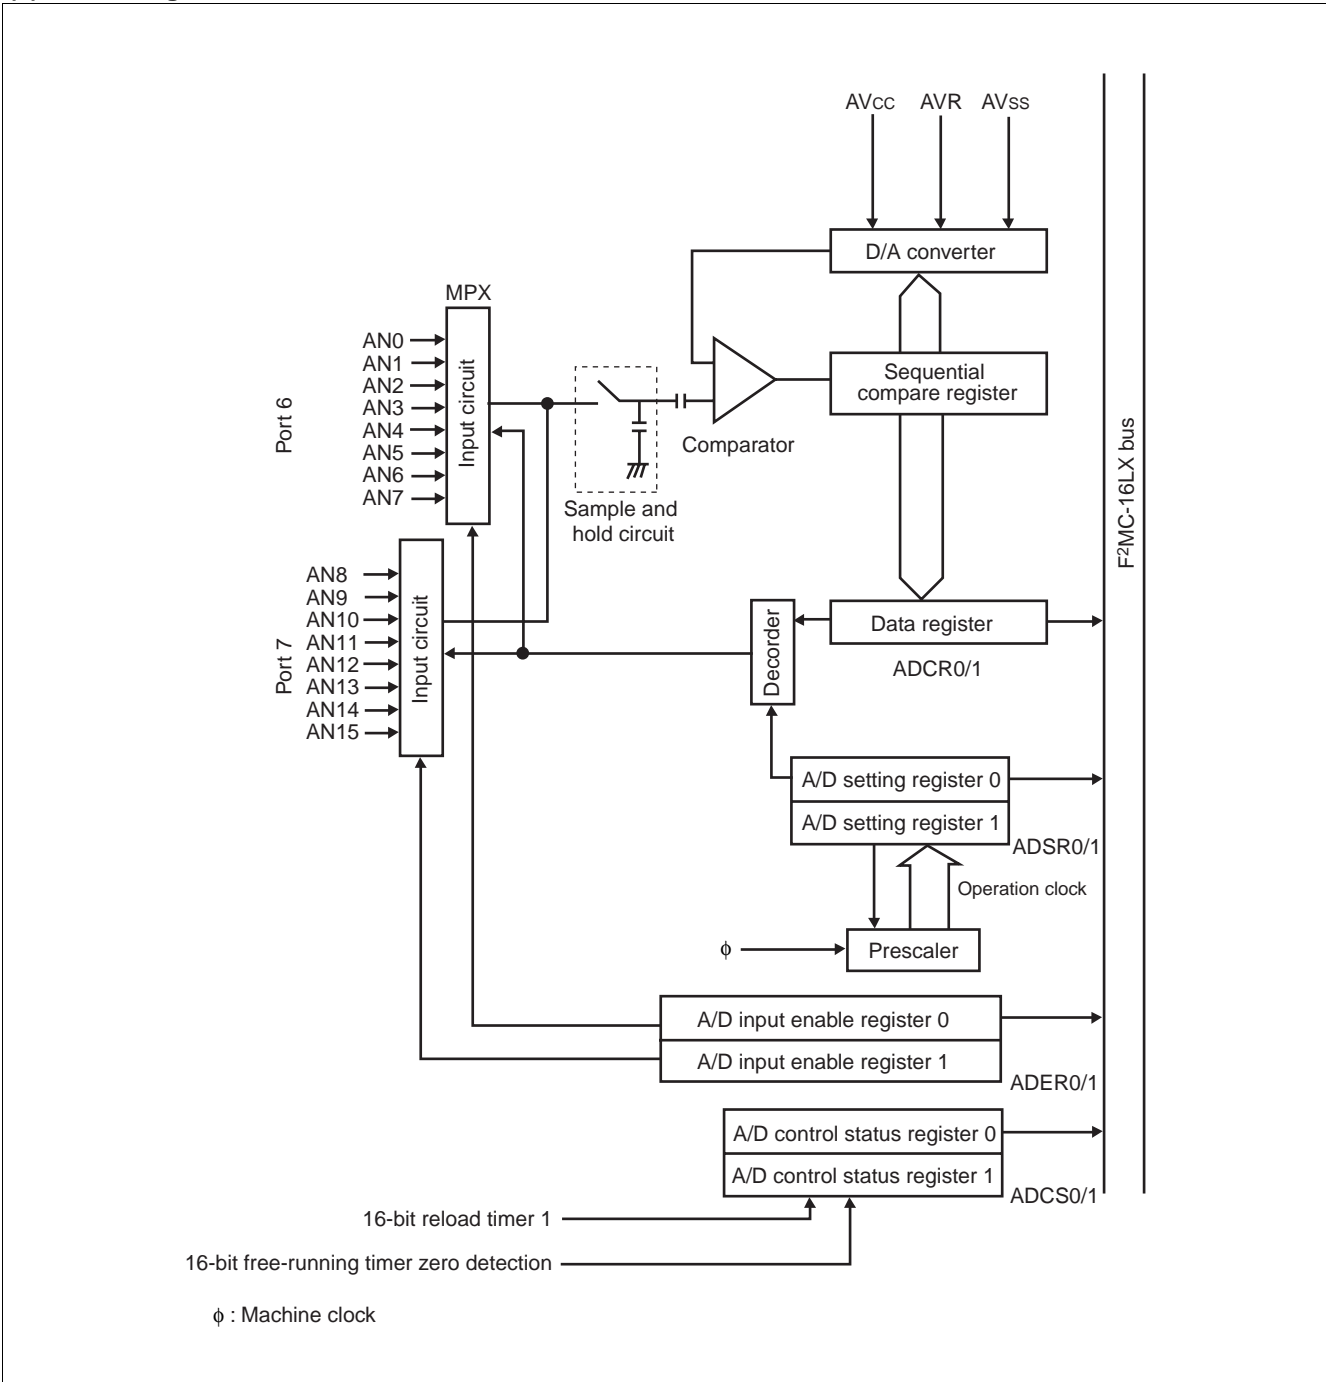 AVCC AVR AVSS
D/A converter
MPX
AN0
AN1
AN2
AN3
AN4
AN5
AN6
AN7
Port 6
Input circuit
Sequential
compare register
Comparator
Sample and
hold circuit
F²MC-16LX bus
AN8
AN9
AN10
AN11
AN12
AN13
AN14
AN15
Port 7
Input circuit
Decorder
Data register
ADCR0/1
A/D setting register 0
A/D setting register 1
ADSR0/1
Operation clock
ϕ
Prescaler
A/D input enable register 0
A/D input enable register 1
ADER0/1
A/D control status register 0
A/D control status register 1
ADCS0/1
16-bit reload timer 1
16-bit free-running timer zero detection
ϕ : Machine clock